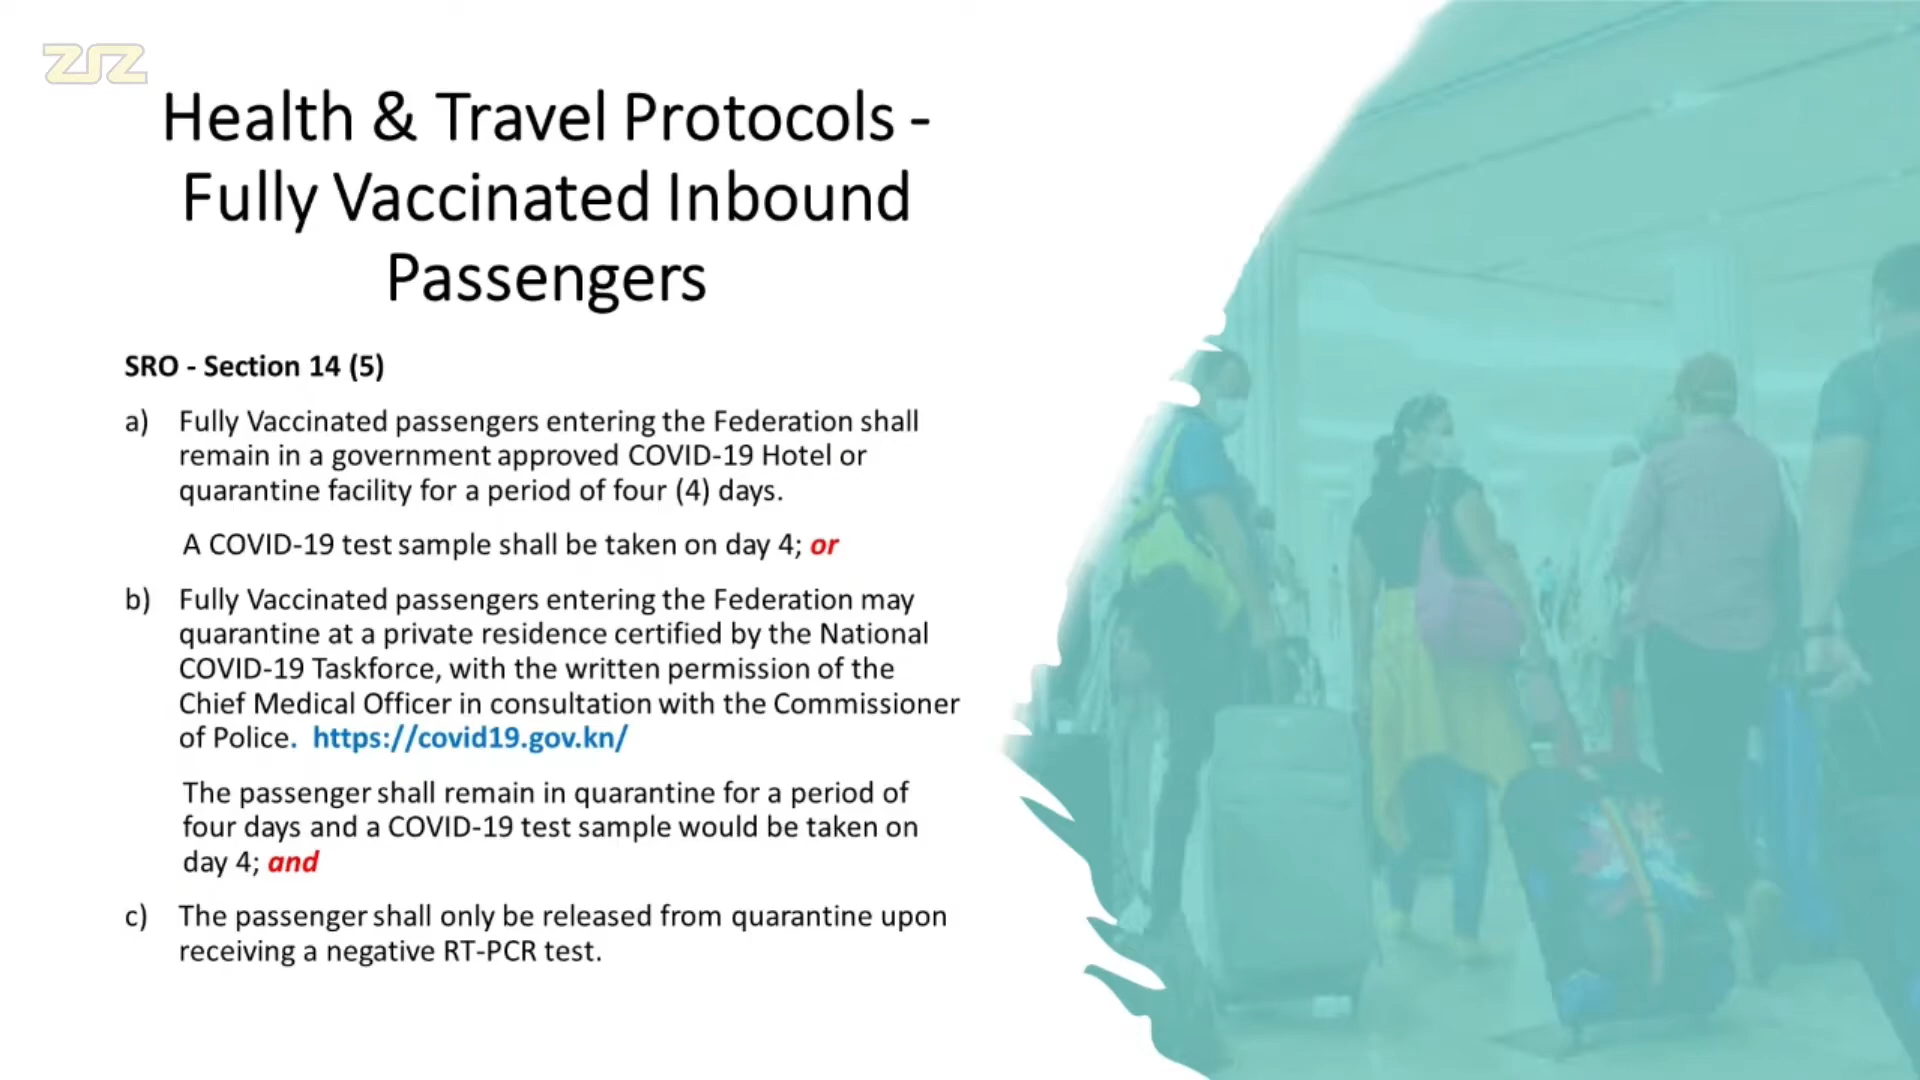 ZIZ
Health & Travel Protocols -
Fully Vaccinated Inbound
Passengers
SRO - Section 14 (5)
a) Fully Vaccinated passengers entering the Federation shall
remain in a government approved COVID-19 Hotel or
quarantine facility for a period of four (4) days.
A COVID-19 test sample shall be taken on day 4; or
b) Fully Vaccinated passengers entering the Federation may
quarantine at a private residence certified by the National
COVID-19 Taskforce, with the written permission of the
Chief Medical Officer in consultation with the Commissioner
of Police. https://covid19.gov.kn/
The passenger shall remain in quarantine for a period of
four days and a COVID-19 test sample would be taken on
day 4; and
c) The passenger shall only be released from quarantine upon
receiving a negative RT-PCR test.